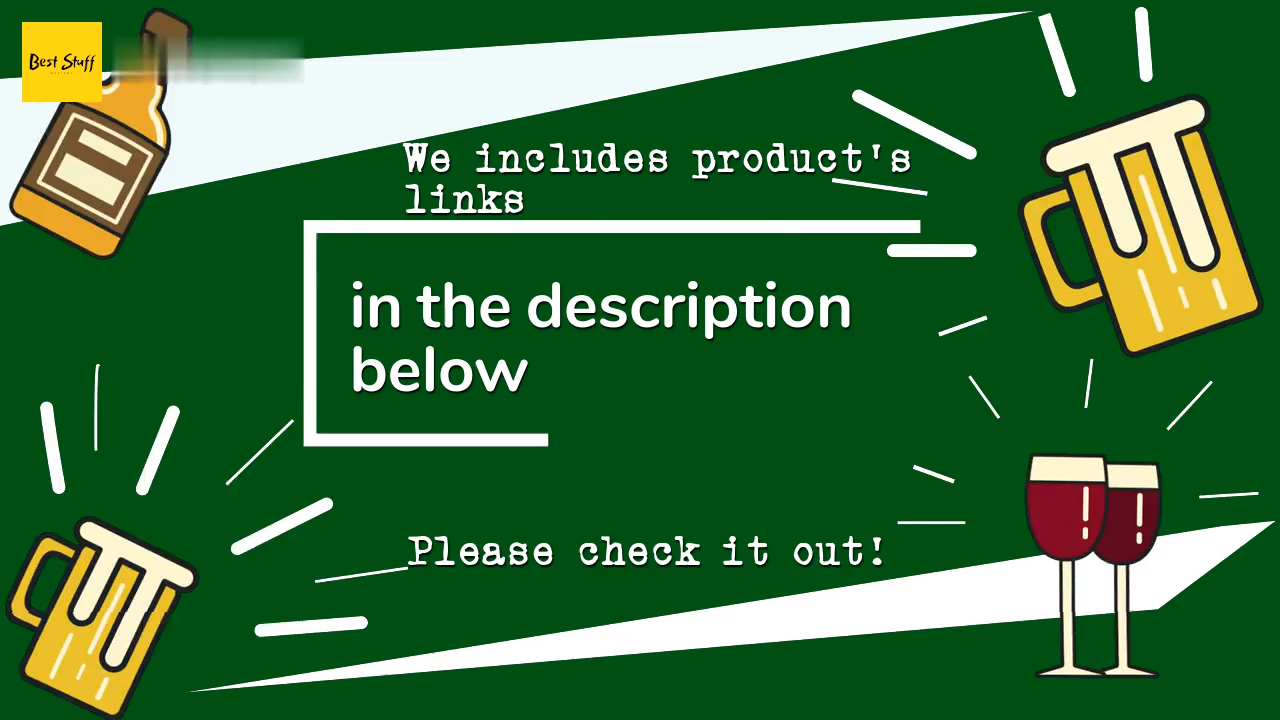 Best Stuff
We includes product's
links
in the description
below
Please check it out!